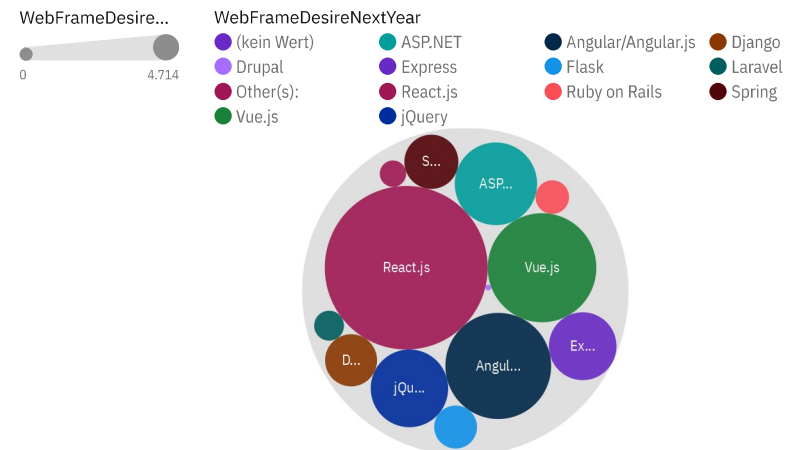 WebFrameDesire...
0
4.714
WebFrameDesireNextYear
(kein Wert)
ASP.NET
Angular/Angular.js
Django
Drupal
Express
Flask
Laravel
Other(s):
React.js
Ruby on Rails
Spring
Vue.js
jQuery
S...
ASP...
React.js
Vue.js
Ex...
D...
Angul...
jQu...